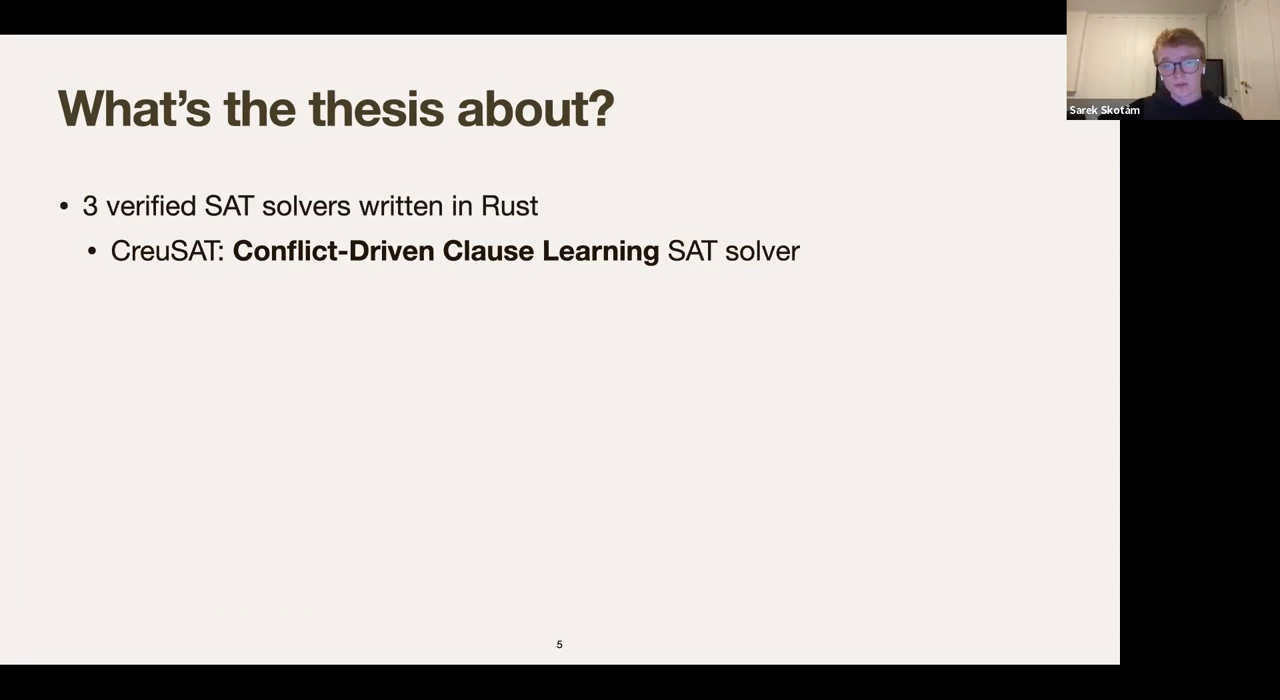 What’s the thesis about?
• 3 verified SAT solvers written in Rust
• CreuSAT: Conflict-Driven Clause Learning SAT solver
5
Sarek Skotåm